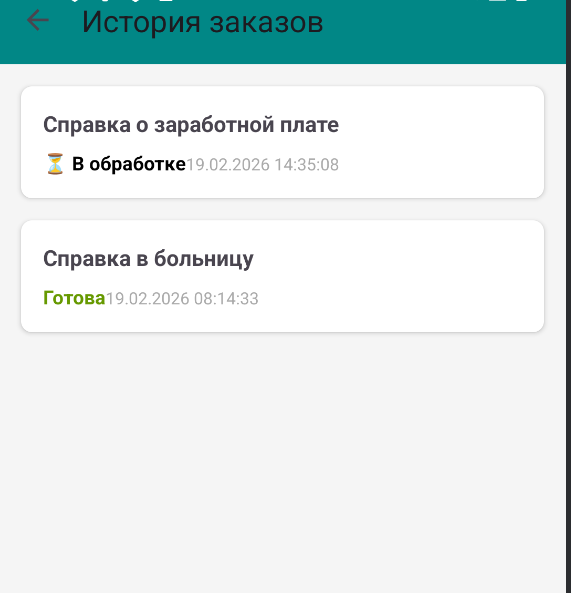 История заказов
Справка о заработной плате
⏳ В обработке19.02.2026 14:35:08
Справка в больницу
Готова19.02.2026 08:14:33